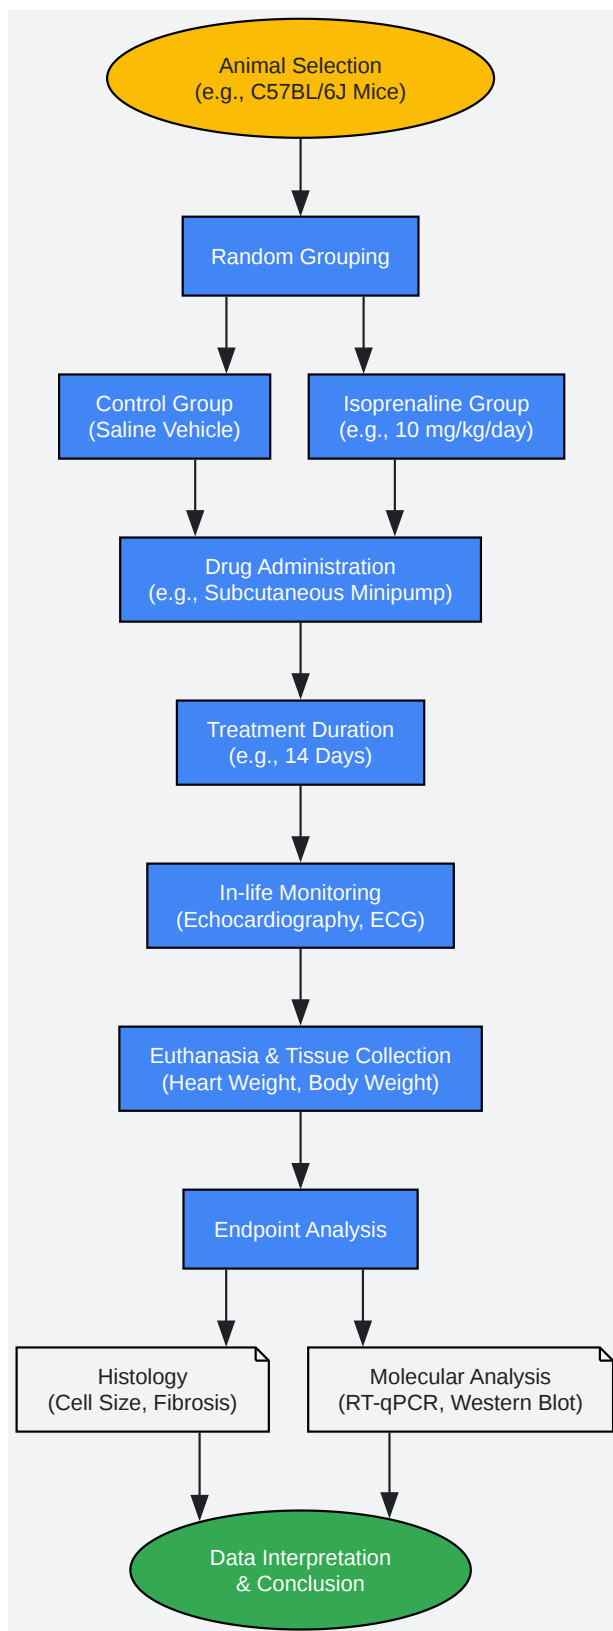 Animal Selection
(e.g., C57BL/6J Mice)
Random Grouping
Control Group
(Saline Vehicle)
Isoprenaline Group
(e.g., 10 mg/kg/day)
Drug Administration
(e.g., Subcutaneous Minipump)
Treatment Duration
(e.g., 14 Days)
In-life Monitoring
(Echocardiography, ECG)
Euthanasia & Tissue Collection
(Heart Weight, Body Weight)
Endpoint Analysis
Histology
(Cell Size, Fibrosis)
Molecular Analysis
(RT-qPCR, Western Blot)
Data Interpretation
& Conclusion